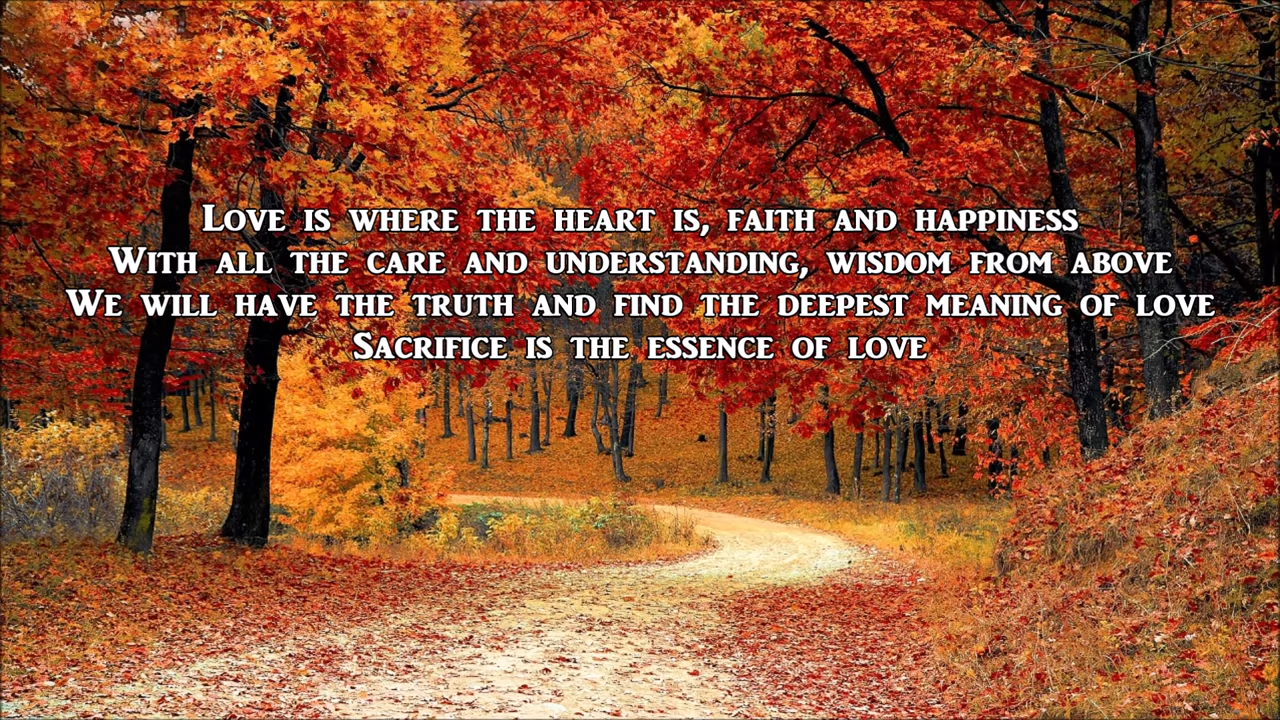 Love is where the heart is, faith and happiness
With all the care and understanding, wisdom from above
We will have the truth and find the deepest meaning of love
Sacrifice is the essence of love